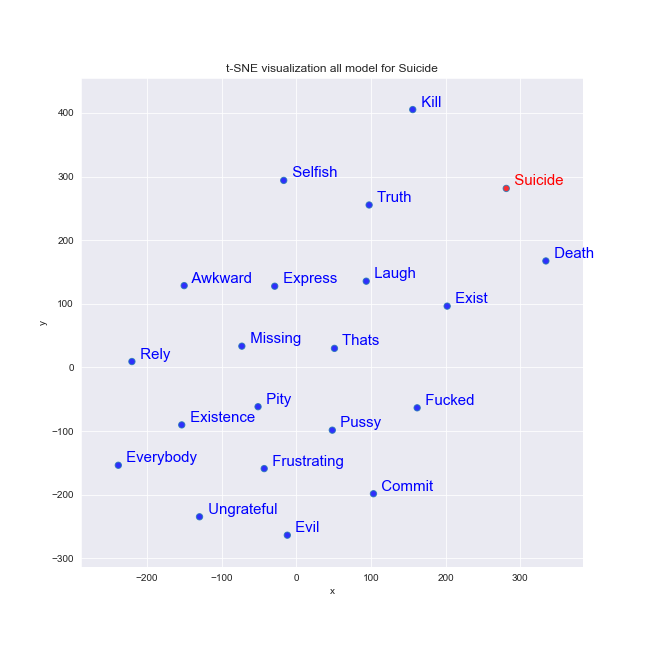 t-SNE visualization all model for Suicide
400
Kill
300
Selfish
Suicide
Truth
200
Death
Laugh
Awkward
Express
100
Exist
Missing
Thats
Rely
0
Pity
Fucked
Existence
Pussy
−100
Everybody
Frustrating
Commit
−200
Ungrateful
Evil
−300
−200
−100
0
100
200
300
x
y